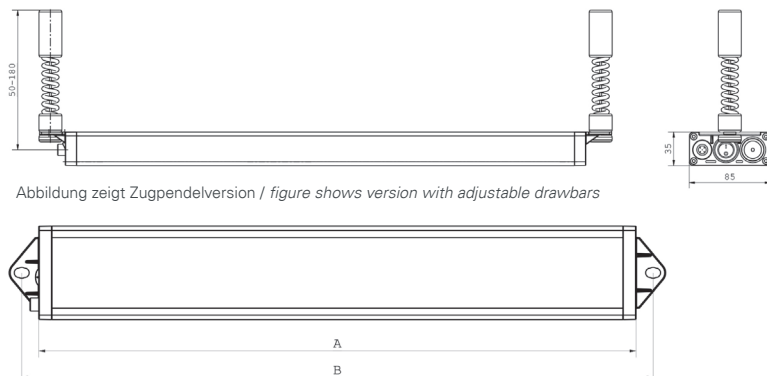 50-180
35
85
Abbildung zeigt Zugpendelversion / figure shows version with adjustable drawbars
A
B